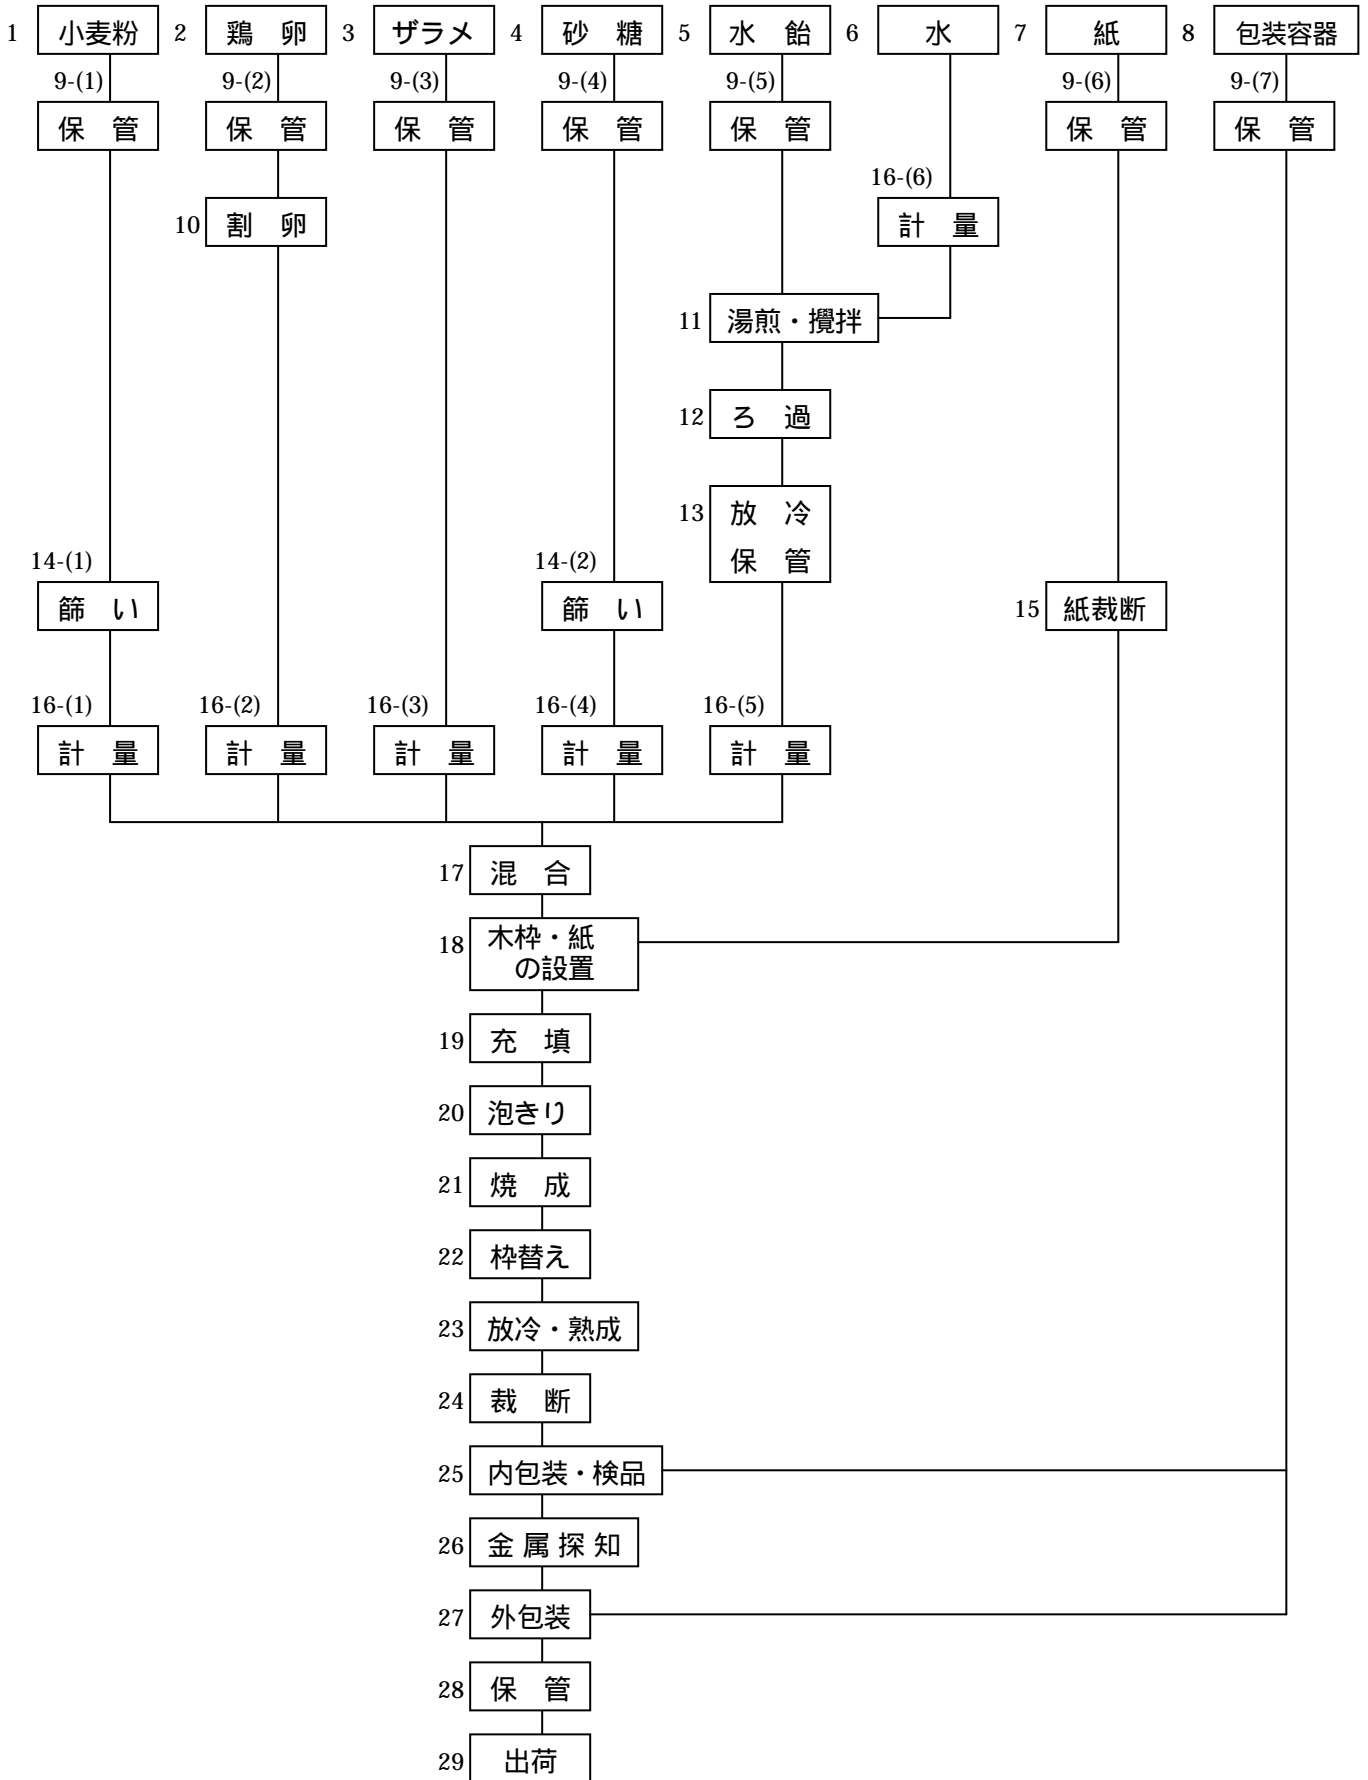 1 小麦粉 2 鶏 卵 3 ザラメ 4 砂 糖 5 水 飴 6 水 7 紙 8 包装容器
9-(1) 9-(2) 9-(3) 9-(4) 9-(5) 9-(6) 9-(7)
保 管 保 管 保 管 保 管 保 管 保 管 保 管
16-(6)
10 割 卵 計 量
11 湯煎・攪拌
12 ろ 過
13 放 冷
保 管
14-(1) 14-(2)
篩 い 篩 い 15 紙裁断
16-(1) 16-(2) 16-(3) 16-(4) 16-(5)
計 量 計 量 計 量 計 量 計 量
17 混 合
18 木枠・紙
の設置
19 充 填
20 泡きり
21 焼 成
22 枠替え
23 放冷・熟成
24 裁 断
25 内包装・検品
26 金 属 探 知
27 外包装
28 保 管
29 出荷